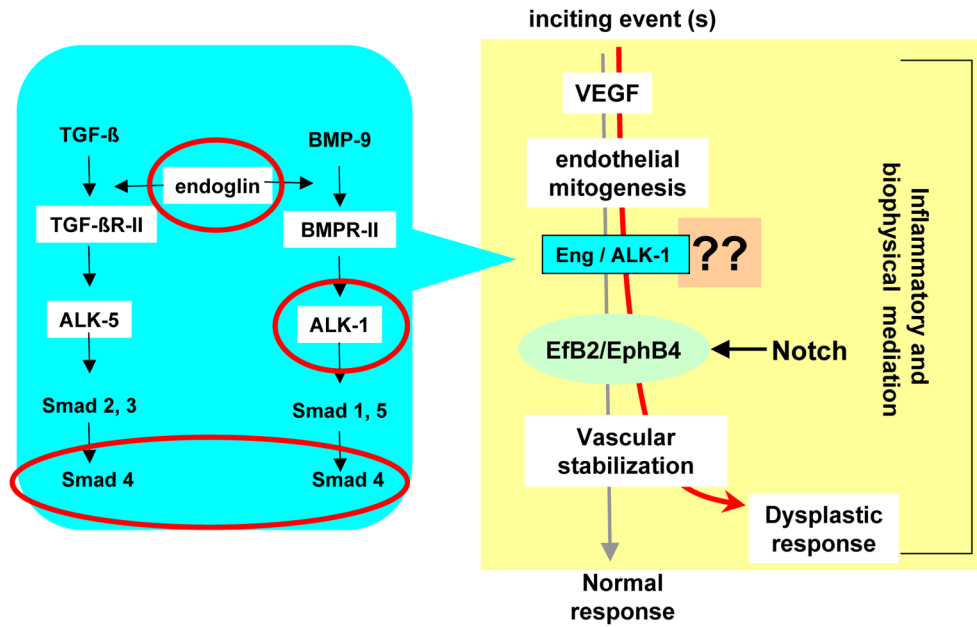 inciting event (s)
TGF-ß
BMP-9
endoglin
TGF-ßR-II
BMPR-II
ALK-5
ALK-1
Smad 2, 3
Smad 1, 5
Smad 4
Smad 4
VEGF
endothelial
mitogenesis
Eng / ALK-1
??
EfB2/EphB4
Notch
Vascular
stabilization
Dysplastic
response
Normal
response
Inflammatory and
biophysical mediation